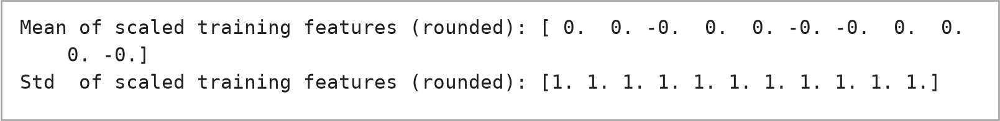 Mean of scaled training features (rounded): [ 0.  0. -0.  0.  0. -0. -0.  0.  0.
    0. -0.]
Std  of scaled training features (rounded): [1. 1. 1. 1. 1. 1. 1. 1. 1. 1. 1.]